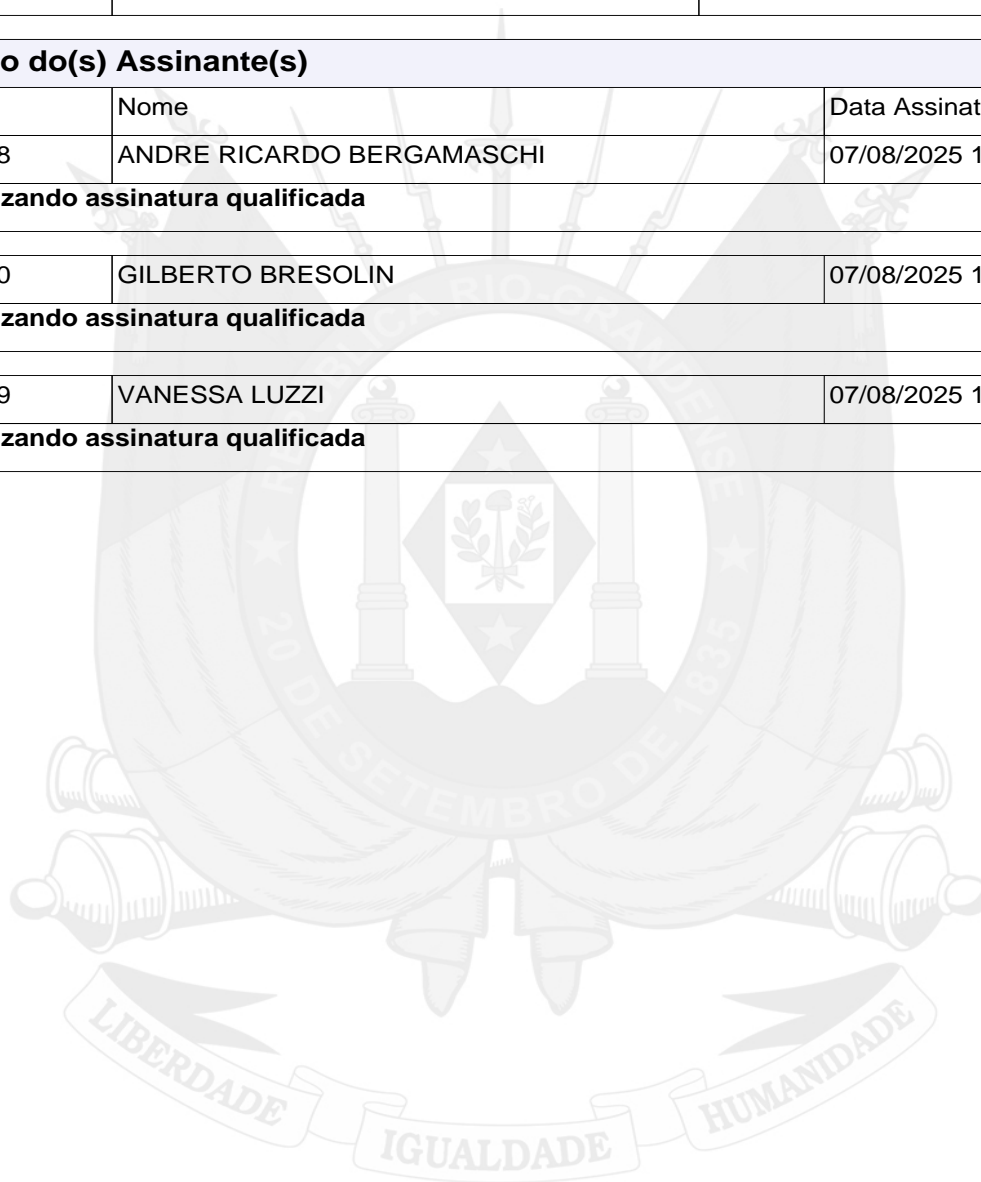 o do(s) Assinante(s)
Nome Data Assinat
8 ANDRE RICARDO BERGAMASCHI 07/08/2025 1
zando assinatura qualificada
0 GILBERTO BRESOLIN 07/08/2025 1
zando assinatura qualificada
9 VANESSA LUZZI 07/08/2025 1
zando assinatura qualificada
REPÚBLICA RIO-GRANDENSE
20 DE SETEMBRO DE 1835
LIBERDADE IGUALDADE HUMANIDADE